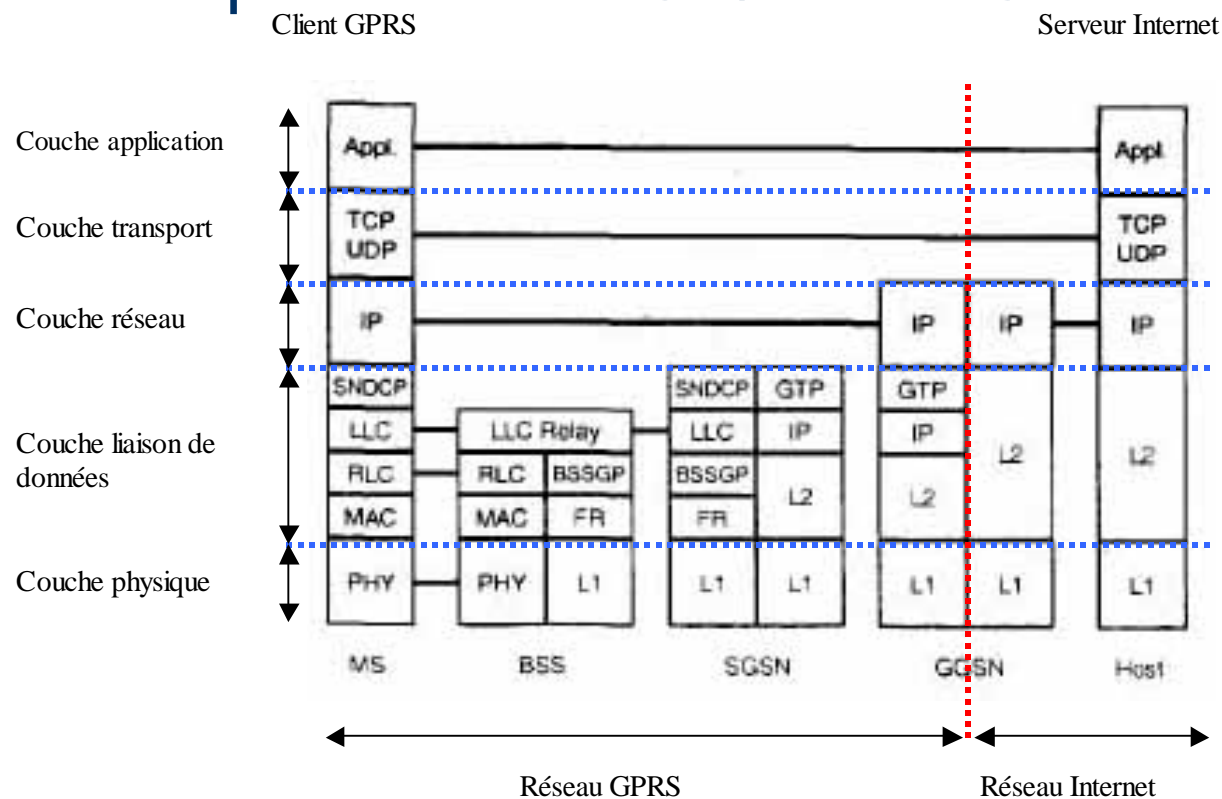 Client GPRS Serveur Internet
Couche application
Appl. Appl.
Couche transport
TCP UDP TCP UDP
Couche réseau
IP IP IP IP
Couche liaison de données
SNDCP SNDCP GTP GTP
LLC LLC Relay LLC IP IP L2 L2
RLC RLC BSSGP BSSGP L2 L2
MAC MAC FR FR
Couche physique
PHY PHY L1 L1 L1 L1 L1 L1
MS BSS SGSN GGSN Host
Réseau GPRS Réseau Internet